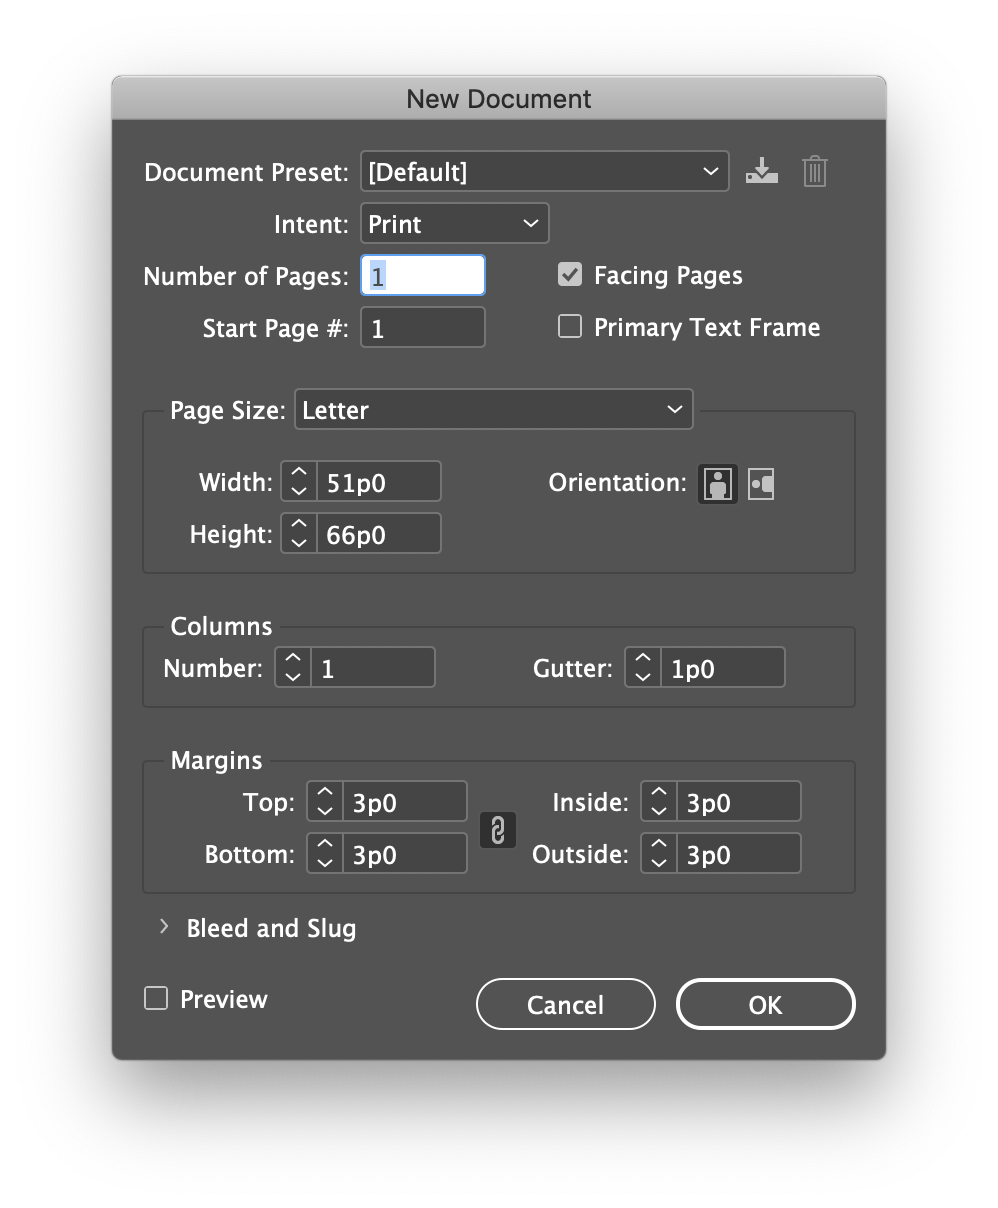 New Document
Document Preset: [Default]
Intent: Print
Number of Pages: 1 Facing Pages
Start Page #: 1 Primary Text Frame
Page Size: Letter
Width: 51p0 Orientation:
Height: 66p0
Columns
Number: 1 Gutter: 1p0
Margins
Top: 3p0 Inside: 3p0
Bottom: 3p0 Outside: 3p0
Bleed and Slug
Preview Cancel OK